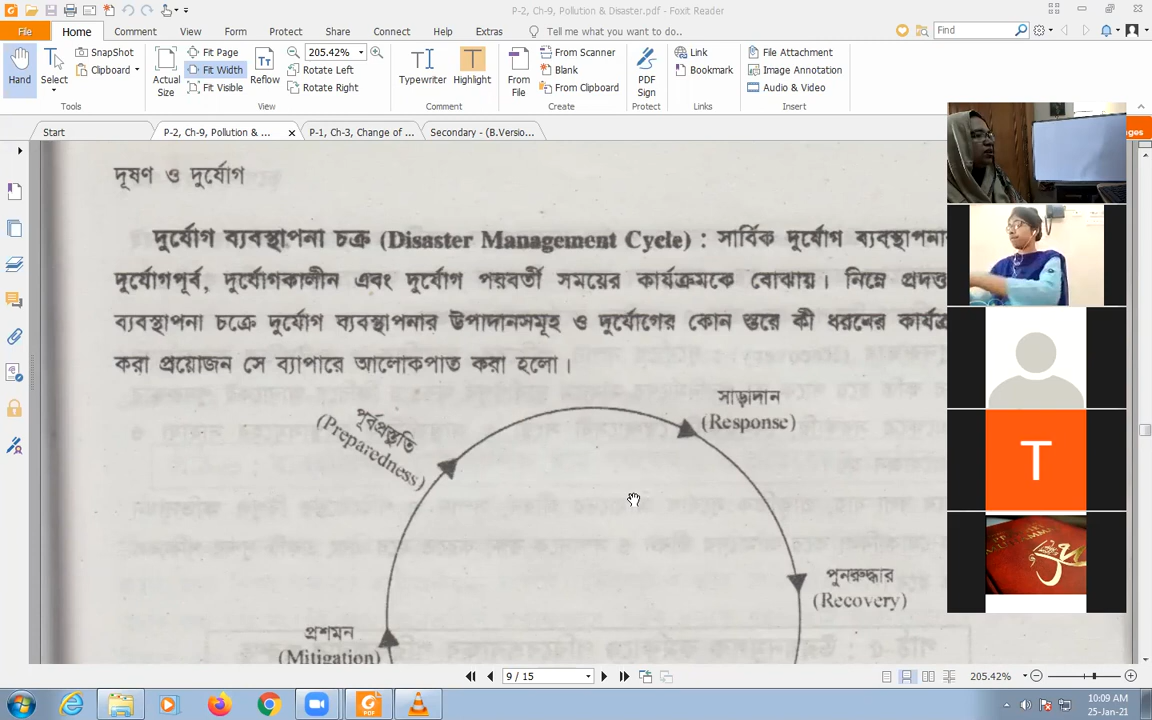 P-2, Ch-9, Pollution & Disaster.pdf - Foxit Reader
File Home Comment View Form Protect Share Connect Help Extras Tell me what you want to do.. Find
Hand
Select
SnapShot
Clipboard
Tools
Actual Size
Fit Page
Fit Width
Fit Visible
Reflow
205.42%
Rotate Left
Rotate Right
View
Typewriter
Highlight
Comment
From File
From Scanner
Blank
From Clipboard
Create
PDF Sign
Protect
Link
Bookmark
Links
File Attachment
Image Annotation
Audio & Video
Insert
Start P-2, Ch-9, Pollution & ... P-1, Ch-3, Change of ... Secondary - (B.Versio...
nges
দূষণ ও দুর্যোগ
দুর্যোগ ব্যবস্থাপনা চক্র (Disaster Management Cycle) : সার্বিক দুর্যোগ ব্যবস্থাপনা
দুর্যোগপূর্ব, দুর্যোগকালীন এবং দুর্যোগ পরবর্তী সময়ের কার্যক্রমকে বোঝায়। নিম্নে প্রদত্ত
ব্যবস্থাপনা চক্রে দুর্যোগ ব্যবস্থাপনার উপাদানসমূহ ও দুর্যোগের কোন স্তরে কী ধরনের কার্যক্র
করা প্রয়োজন সে ব্যাপারে আলোকপাত করা হলো।
সাড়াদান
(Response)
পূর্বপ্রস্তুতি
(Preparedness)
পুনরুদ্ধার
(Recovery)
প্রশমন
(Mitigation)
T
9 / 15
205.42%
10:09 AM
25-Jan-21